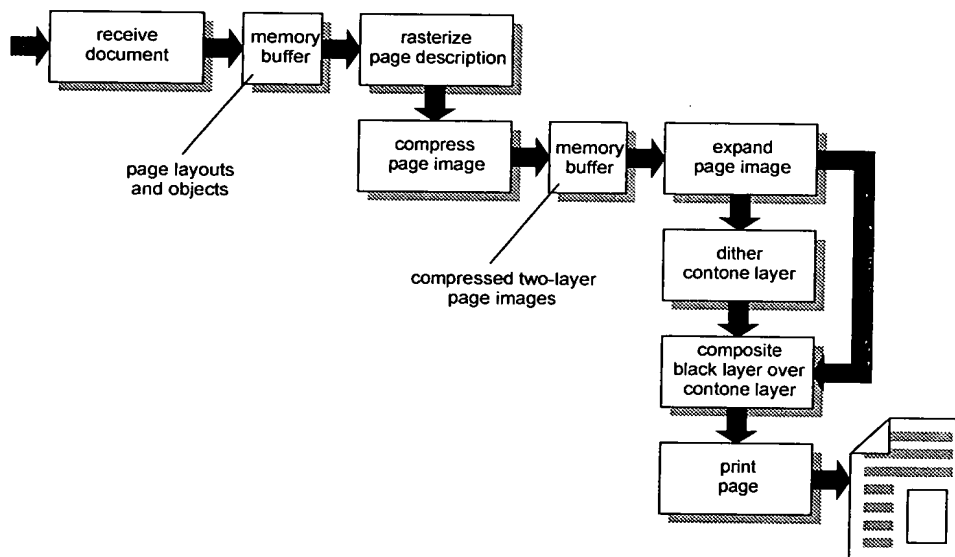 receive
document
memory
buffer
rasterize
page description
page layouts
and objects
compress
page image
memory
buffer
expand
page image
compressed two-layer
page images
dither
contone layer
composite
black layer over
contone layer
print
page